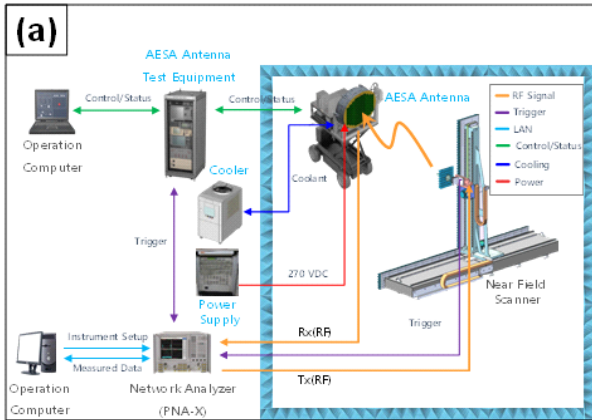 (a)
AESA Antenna
Test Equipment
Control/Status
Control/Status
AESA Antenna
RF Signal
Trigger
LAN
Control/Status
Cooling
Power
Operation
Computer
Cooler
Coolant
Trigger
270 VDC
Power
Supply
Near Field
Scanner
Rx(RF)
Trigger
Instrument Setup
Measured Data
Tx(RF)
Operation
Computer
Network Analyzer
(PNA-X)